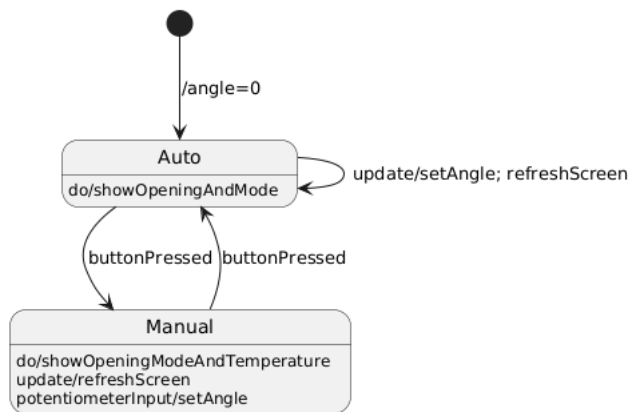 /angle=0
Auto
do/showOpeningAndMode
update/setAngle; refreshScreen
buttonPressed
buttonPressed
Manual
do/showOpeningModeAndTemperature
update/refreshScreen
potentiometerInput/setAngle